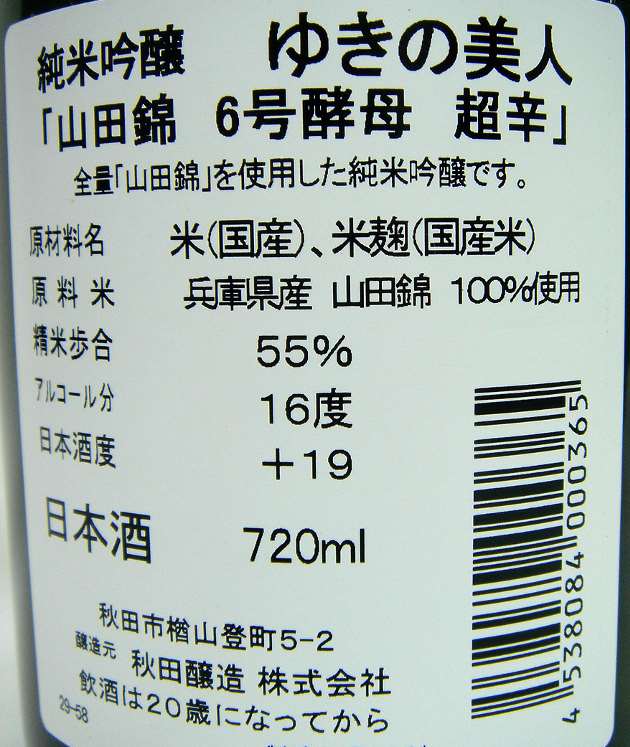 純米吟醸 ゆきの美人
「山田錦 6号酵母 超辛」
全量「山田錦」を使用した純米吟醸です。
原材料名 米(国産)、米麹(国産米)
原料米 兵庫県産 山田錦 100%使用
精米歩合 55%
アルコール分 16度
日本酒度 +19
日本酒 720ml
秋田市楢山登町5-2
醸造元 秋田醸造 株式会社
飲酒は20歳になってから
29-58
4538084000365